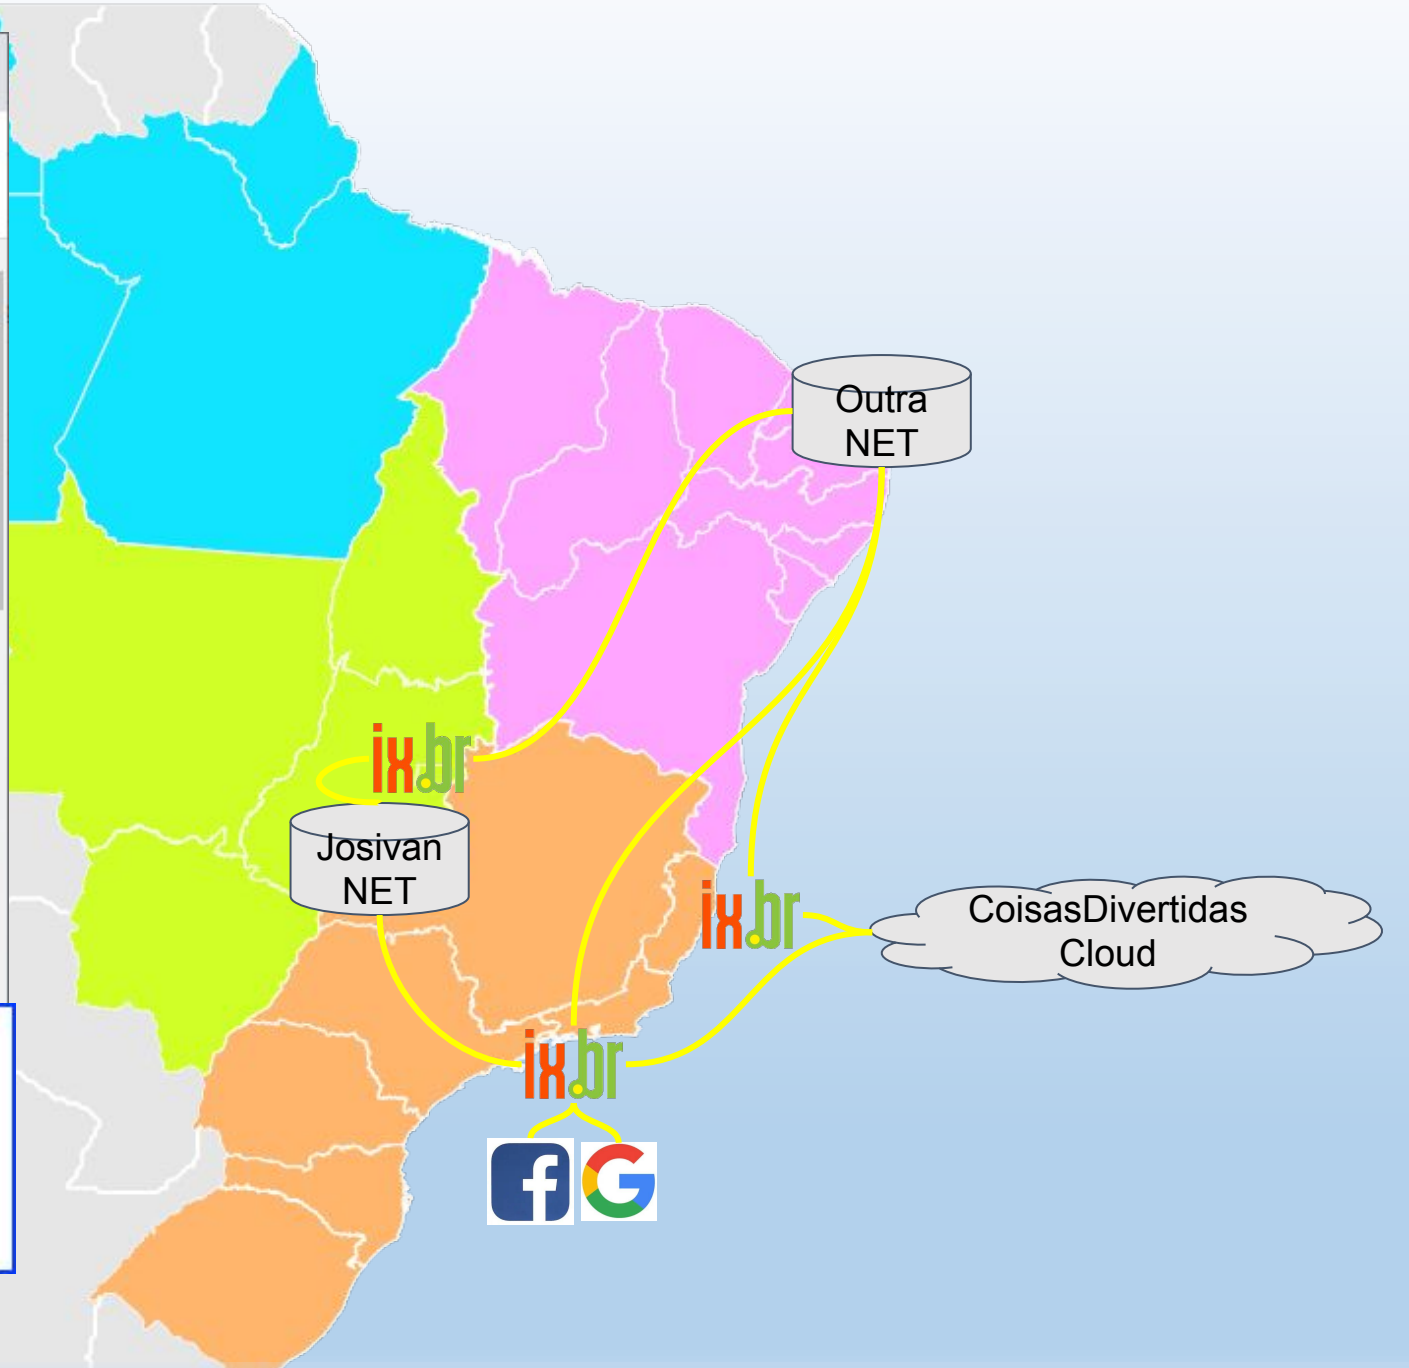 Outra
NET
ix.br
Josivan
NET
ix.br
CoisasDivertidas
Cloud
ix.br
f G